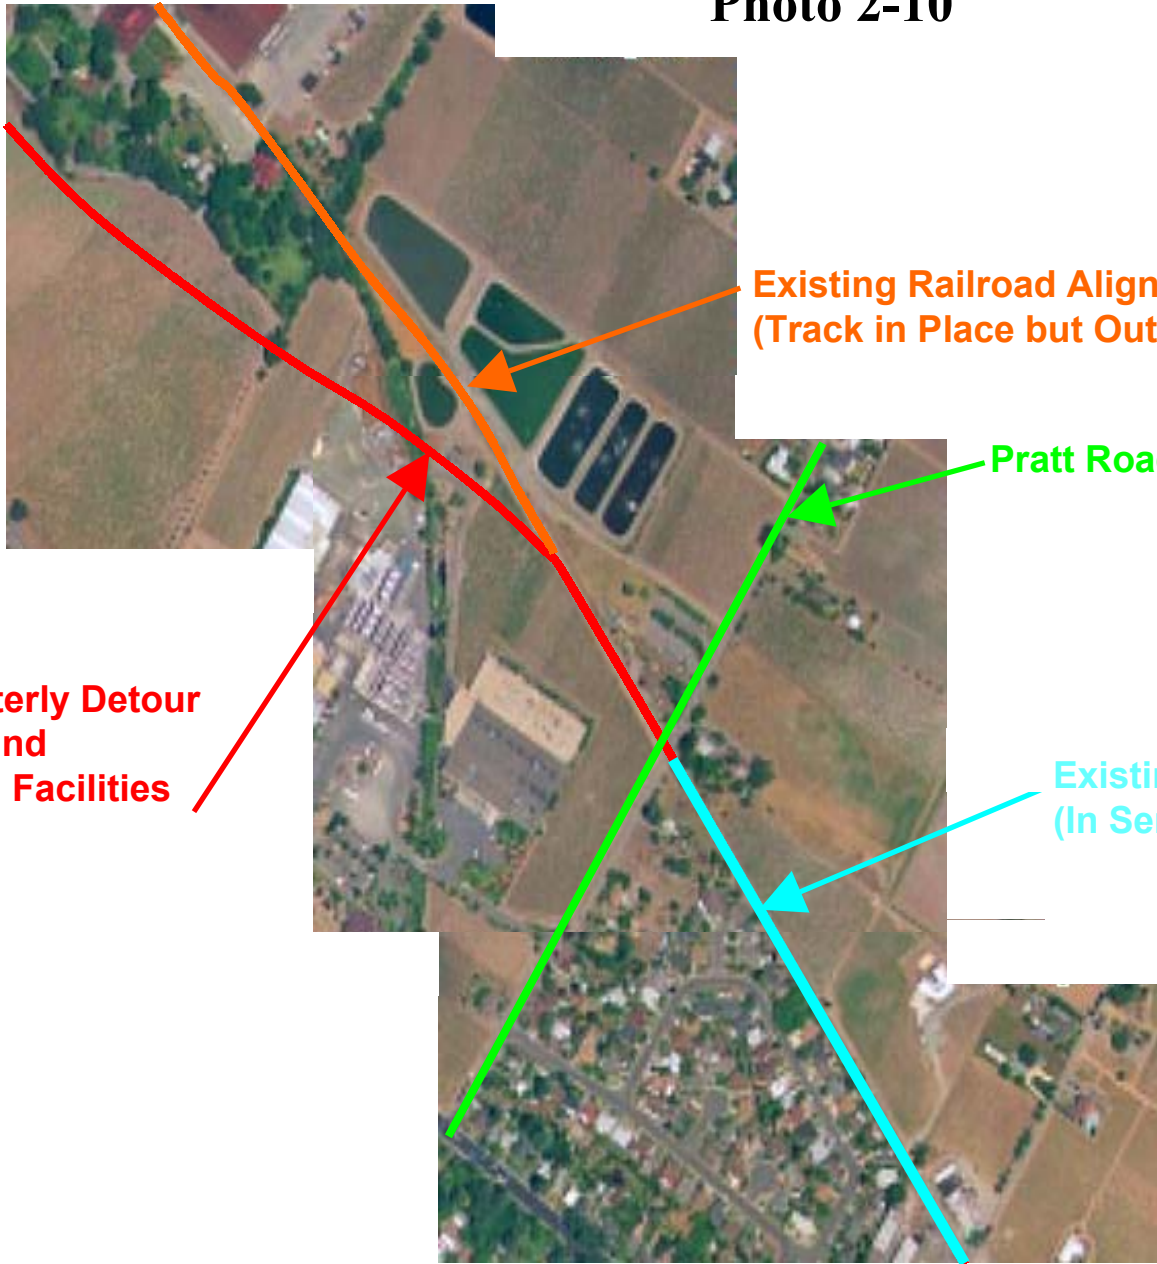 Photo 2-10
Existing Railroad Align
(Track in Place but Out
Pratt Roa
terly Detour
nd
Facilities
Existi
(In Se